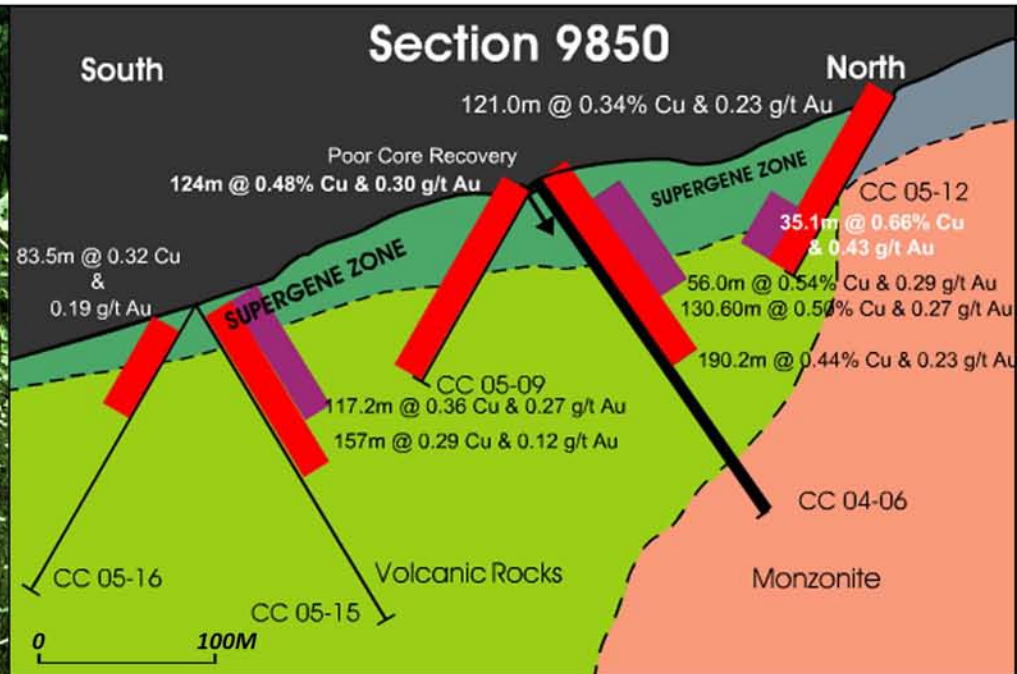 Section 9850
South
North
121.0m @ 0.34% Cu & 0.23 g/t Au
Poor Core Recovery
124m @ 0.48% Cu & 0.30 g/t Au
SUPERGENE ZONE
CC 05-12
35.1m @ 0.66% Cu
& 0.43 g/t Au
83.5m @ 0.32 Cu
&
0.19 g/t Au
SUPERGENE ZONE
56.0m @ 0.54% Cu & 0.29 g/t Au
130.60m @ 0.50% Cu & 0.27 g/t Au
190.2m @ 0.44% Cu & 0.23 g/t Au
CC 05-09
117.2m @ 0.36 Cu & 0.27 g/t Au
157m @ 0.29 Cu & 0.12 g/t Au
CC 04-06
CC 05-16
Volcanic Rocks
Monzonite
CC 05-15
0 100M